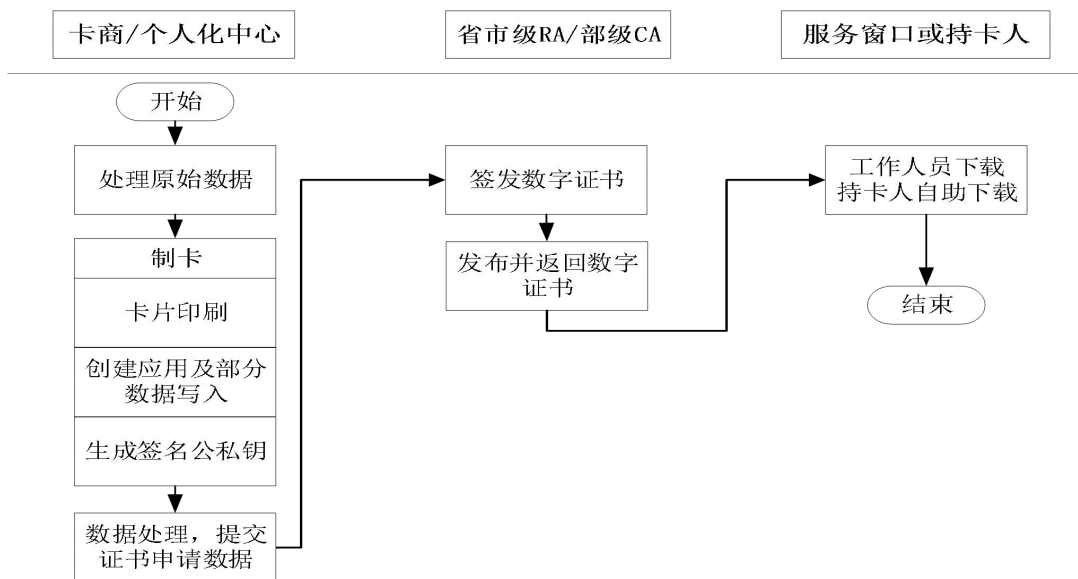 卡商/个人化中心
省市级RA/部级CA
服务窗口或持卡人
开始
处理原始数据
制卡
卡片印刷
创建应用及部分
数据写入
生成签名公私钥
数据处理，提交
证书申请数据
签发数字证书
发布并返回数字
证书
工作人员下载
持卡人自助下载
结束